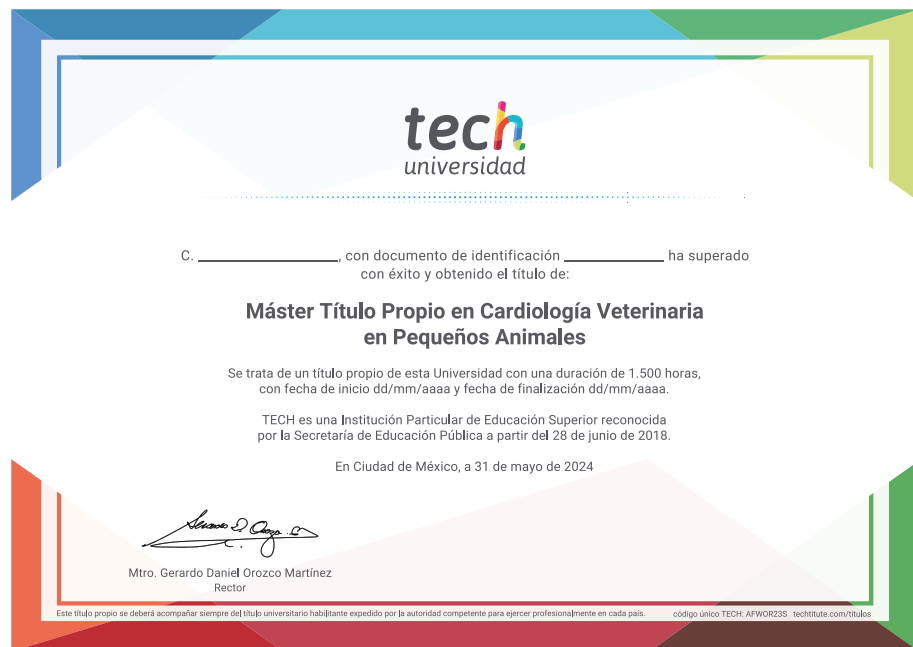 tech
universidad
C. ____________________, con documento de identificación ______________ ha superado
con éxito y obtenido el título de:
Máster Título Propio en Cardiología Veterinaria
en Pequeños Animales
Se trata de un título propio de esta Universidad con una duración de 1.500 horas,
con fecha de inicio dd/mm/aaaa y fecha de finalización dd/mm/aaaa.
TECH es una Institución Particular de Educación Superior reconocida
por la Secretaría de Educación Pública a partir del 28 de junio de 2018.
En Ciudad de México, a 31 de mayo de 2024
Mtro. Gerardo Daniel Orozco Martínez
Rector
Este título propio se deberá acompañar siempre del título universitario habilitante expedido por la autoridad competente para ejercer profesionalmente en cada país. código único TECH: AFWOR23S techtitute.com/titulos